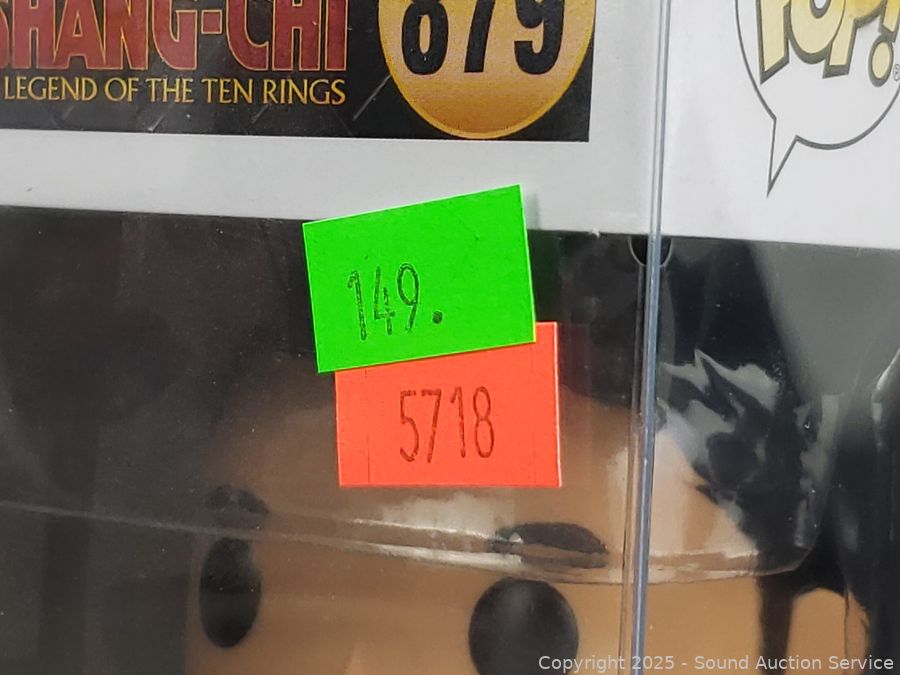 SHANG-CHI
LEGEND OF THE TEN RINGS
879
POP!
149.
5718
Copyright 2025 - Sound Auction Service